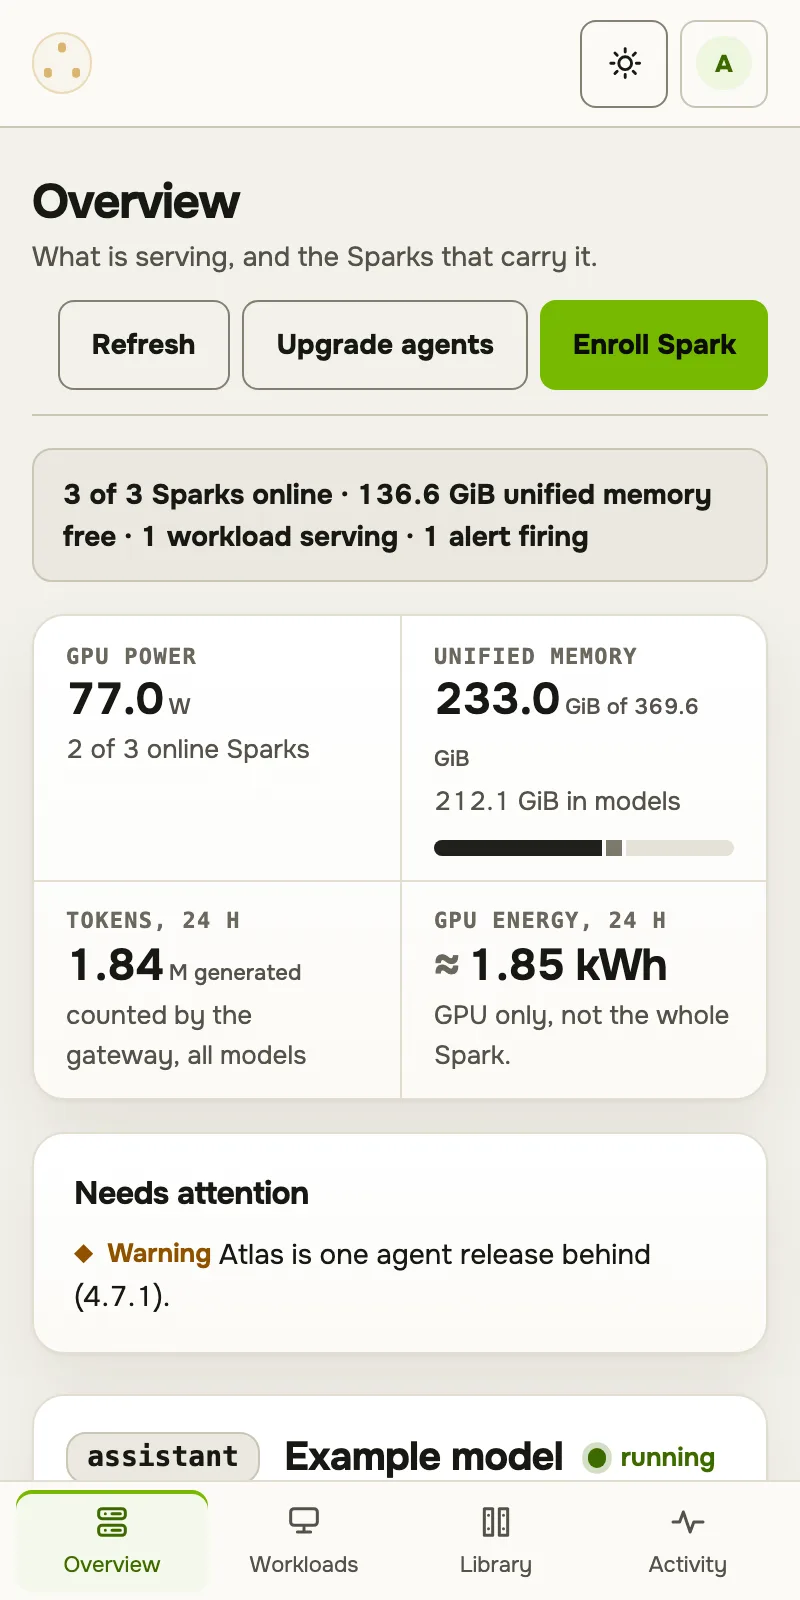 A
Overview
What is serving, and the Sparks that carry it.
Refresh
Upgrade agents
Enroll Spark
3 of 3 Sparks online · 136.6 GiB unified memory
free · 1 workload serving · 1 alert firing
GPU POWER
77.0 W
2 of 3 online Sparks
UNIFIED MEMORY
233.0 GiB of 369.6
GiB
212.1 GiB in models
TOKENS, 24 H
1.84 M generated
counted by the
gateway, all models
GPU ENERGY, 24 H
≈ 1.85 kWh
GPU only, not the whole
Spark.
Needs attention
◆ Warning Atlas is one agent release behind
(4.7.1).
assistant Example model running
Overview
Workloads
Library
Activity